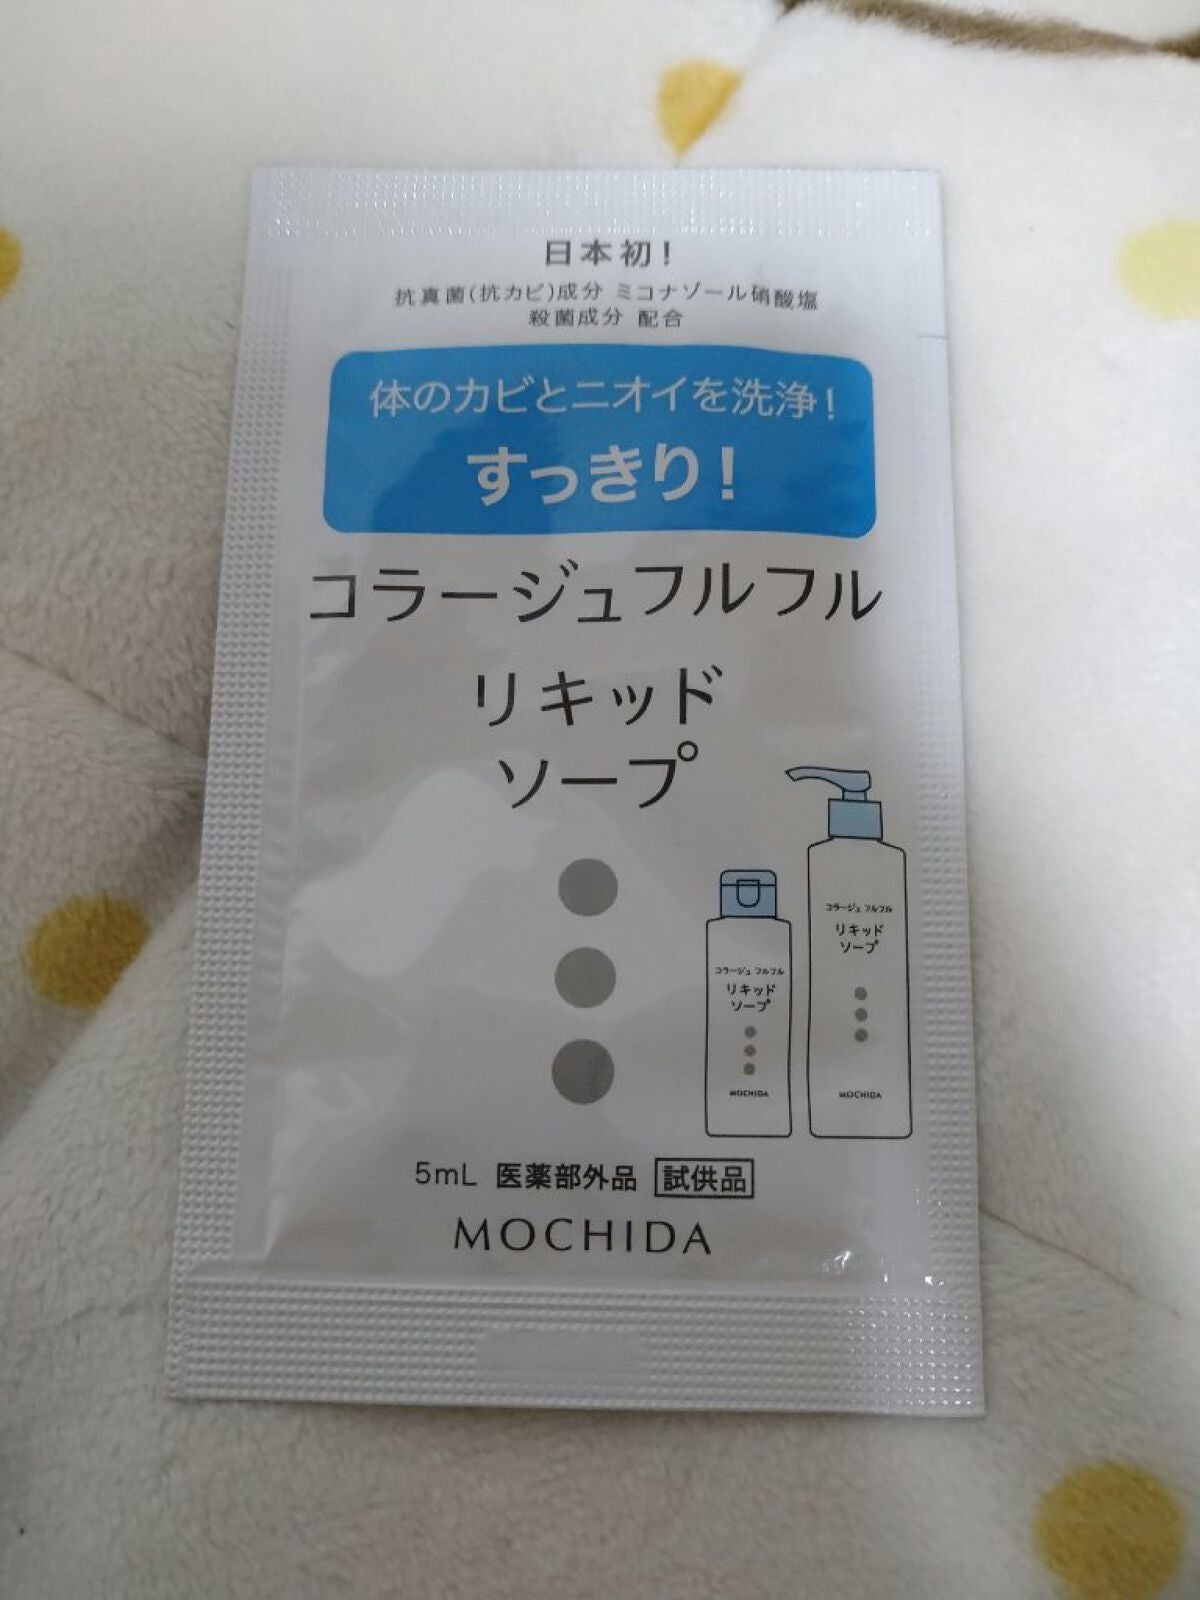 日本初！
抗真菌(抗カビ)成分 ミコナゾール硝酸塩
殺菌成分 配合
体のカビとニオイを洗浄！
すっきり！
コラージュフルフル
リキッド
ソープ
コラージュ フルフル
リキッド
ソープ
MOCHIDA
コラージュ フルフル
リキッド
ソープ
MOCHIDA
5mL 医薬部外品 試供品
MOCHIDA